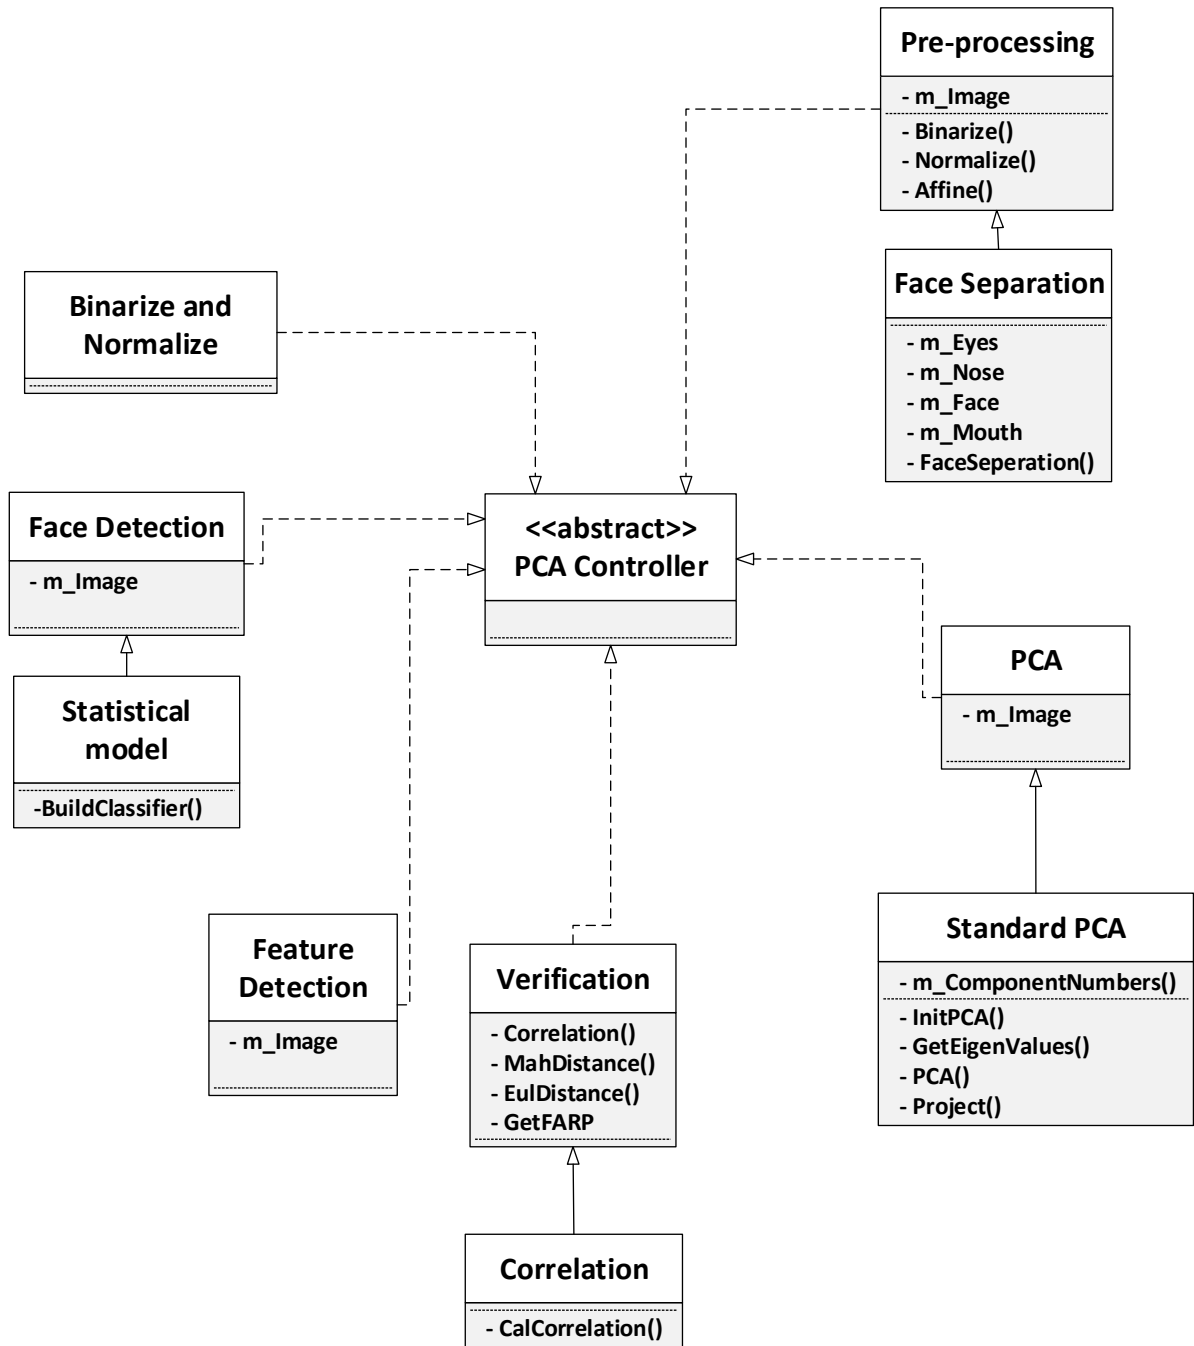 Pre-processing
- m_Image
- Binarize()
- Normalize()
- Affine()
Face Separation
- m_Eyes
- m_Nose
- m_Face
- m_Mouth
- FaceSeperation()
Binarize and
Normalize
Face Detection
- m_Image
<<abstract>>
PCA Controller
Statistical
model
-BuildClassifier()
PCA
- m_Image
Feature
Detection
- m_Image
Verification
- Correlation()
- MahDistance()
- EulDistance()
- GetFARP
Standard PCA
- m_ComponentNumbers()
- InitPCA()
- GetEigenValues()
- PCA()
- Project()
Correlation
- CalCorrelation()